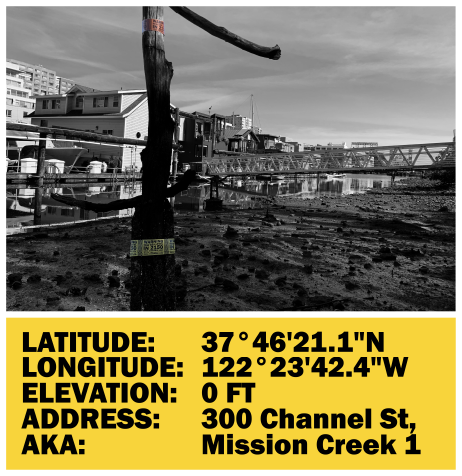 LATITUDE: 37°46'21.1"N
LONGITUDE: 122°23'42.4"W
ELEVATION: 0 FT
ADDRESS: 300 Channel St,
AKA: Mission Creek 1